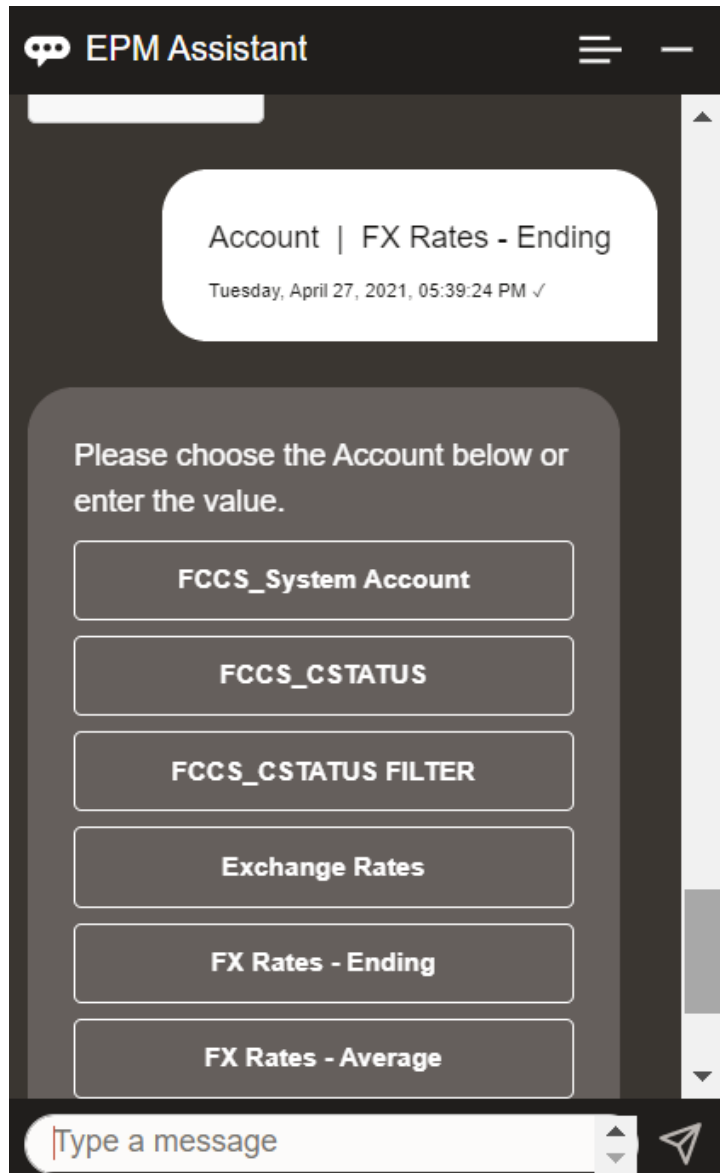 EPM Assistant
Account | FX Rates - Ending
Tuesday, April 27, 2021, 05:39:24 PM ✓
Please choose the Account below or
enter the value.
FCCS_System Account
FCCS_CSTATUS
FCCS_CSTATUS FILTER
Exchange Rates
FX Rates - Ending
FX Rates - Average
Type a message